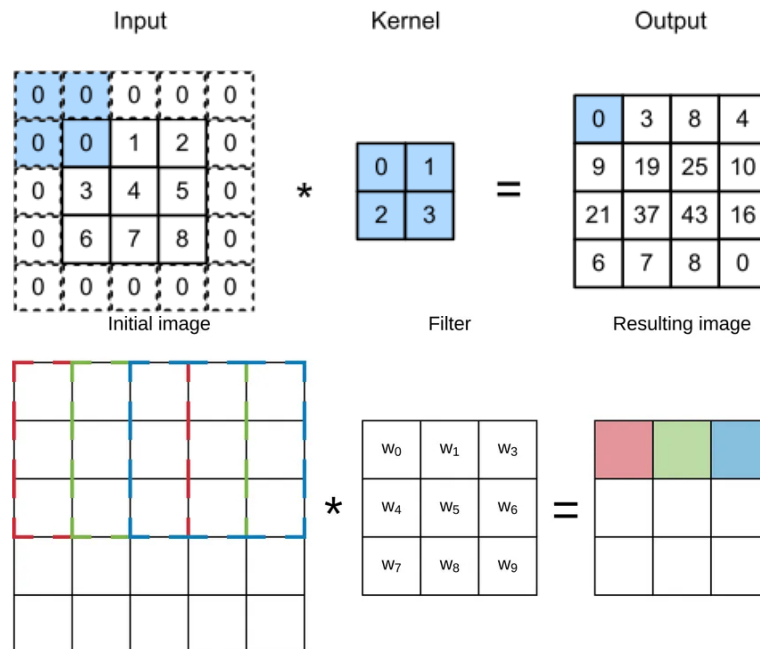 Input Kernel Output
0 0 0 0 0
0 0 1 2 0
0 3 4 5 0
0 6 7 8 0
0 0 0 0 0
*
0 1
2 3
=
0 3 8 4
9 19 25 10
21 37 43 16
6 7 8 0
Initial image Filter Resulting image
*
w₀ w₁ w₃
w₄ w₅ w₆
w₇ w₈ w₉
=